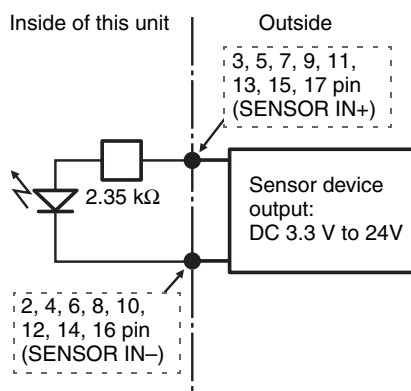 Inside of this unit
Outside
3, 5, 7, 9, 11,
13, 15, 17 pin
(SENSOR IN+)
2.35 kΩ
Sensor device
output:
DC 3.3 V to 24V
2, 4, 6, 8, 10,
12, 14, 16 pin
(SENSOR IN–)